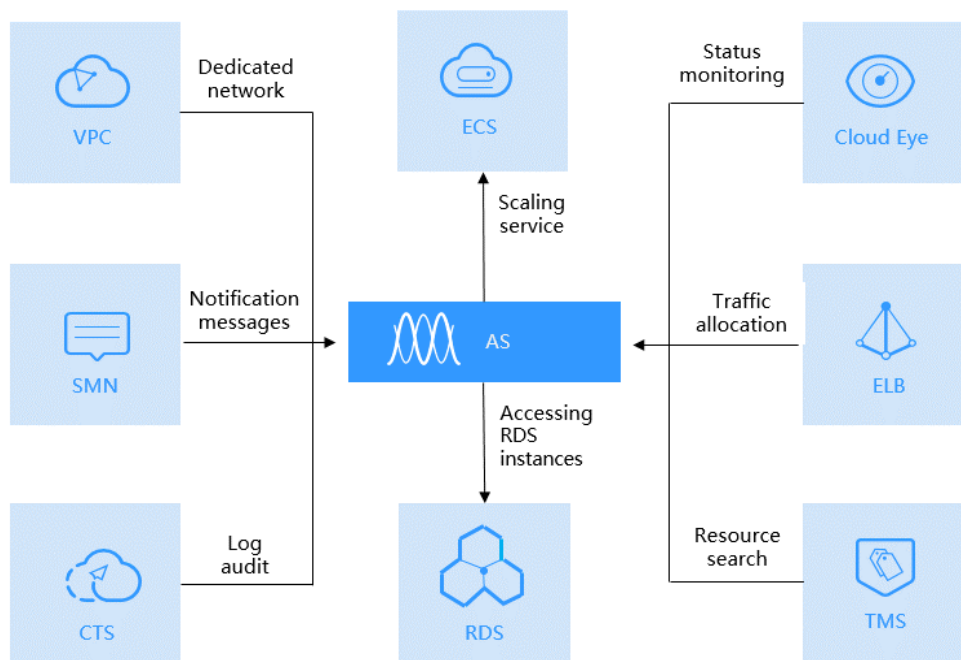 Dedicated
network
VPC
ECS
Status
monitoring
Cloud Eye
Scaling
service
Notification
messages
SMN
AS
Traffic
allocation
ELB
Accessing
RDS
instances
Log
audit
CTS
RDS
Resource
search
TMS